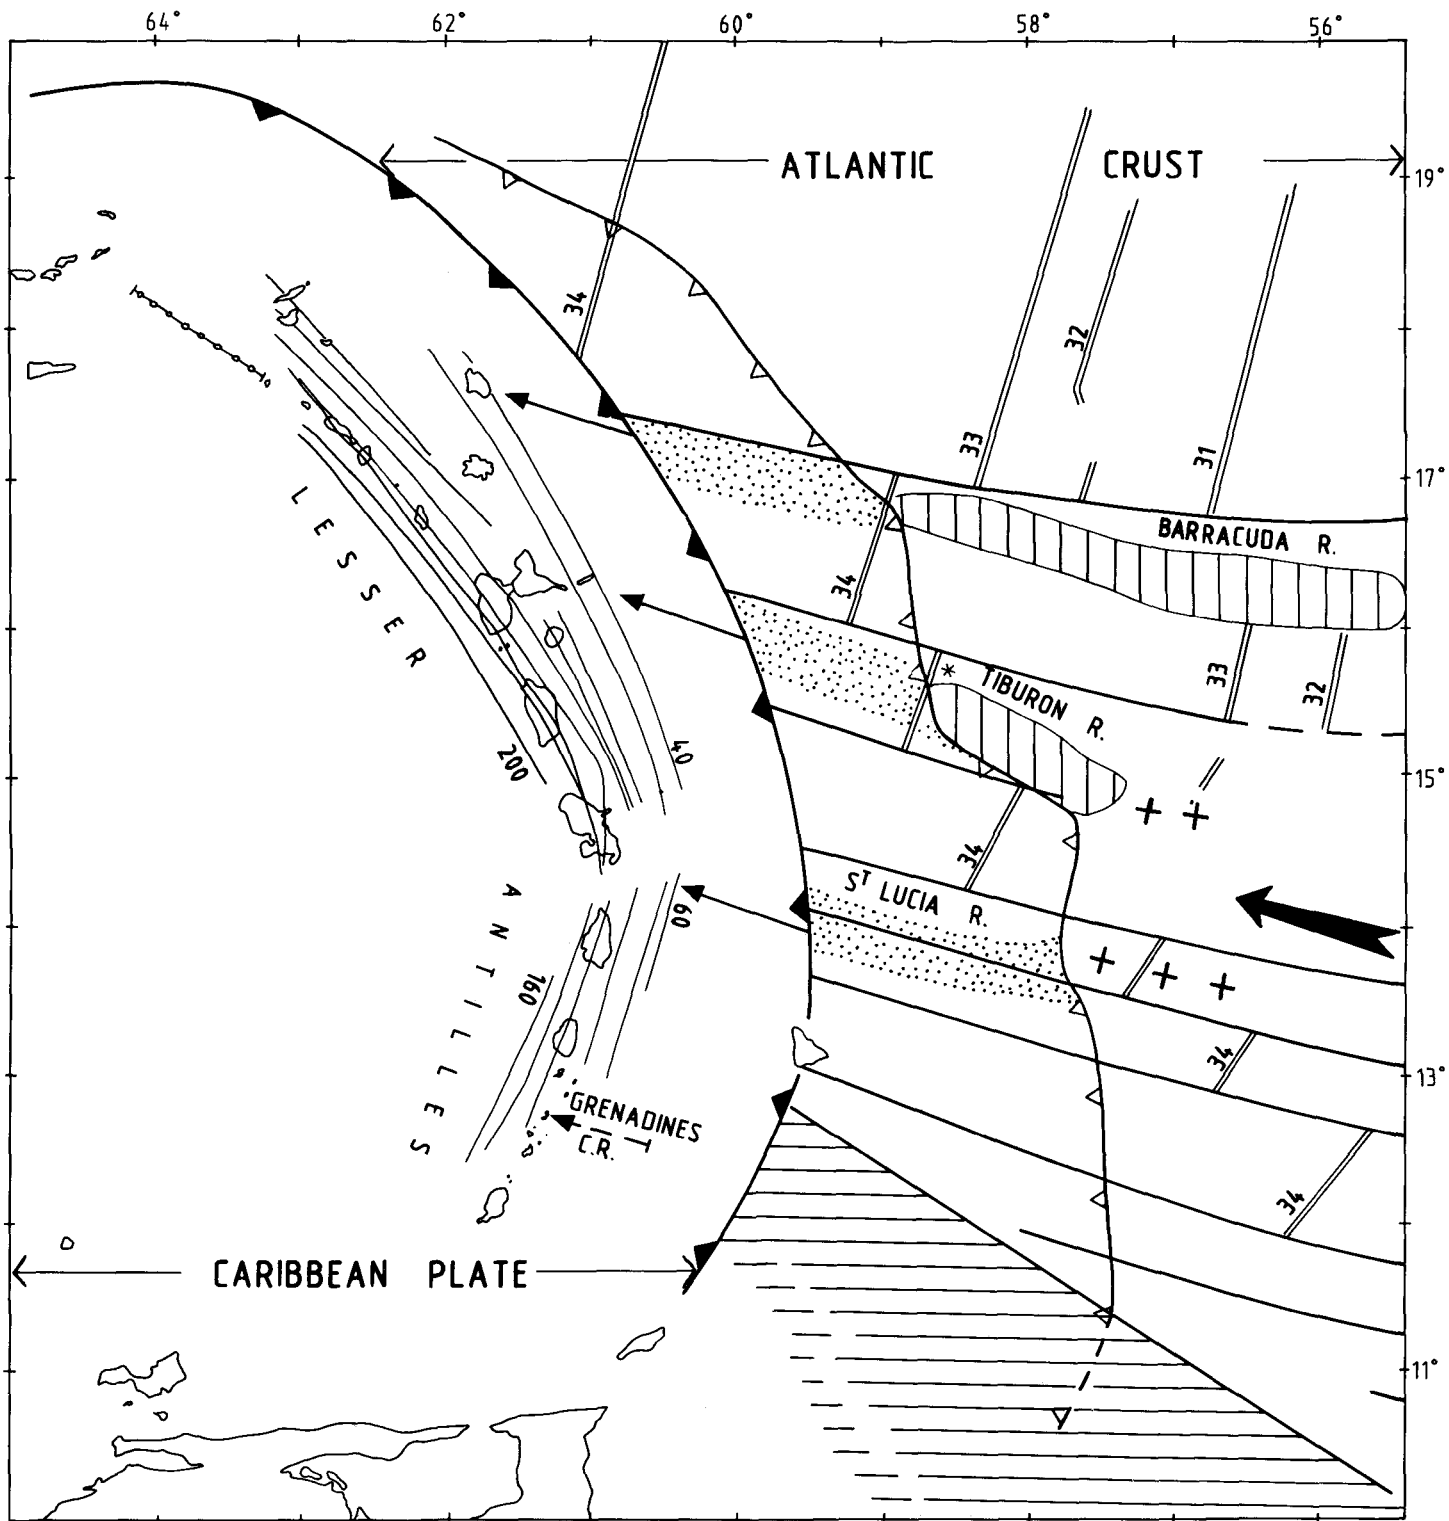 64° 62° 60° 58° 56°
ATLANTIC CRUST
19°
34
32
33
31
17°
BARRACUDA R.
LESSER
34
TIBURON R.
33
32
200
40
15°
34
ST LUCIA R.
ANTILLES
60
160
34
13°
GRENADINES
C.R.
34
CARIBBEAN PLATE
11°